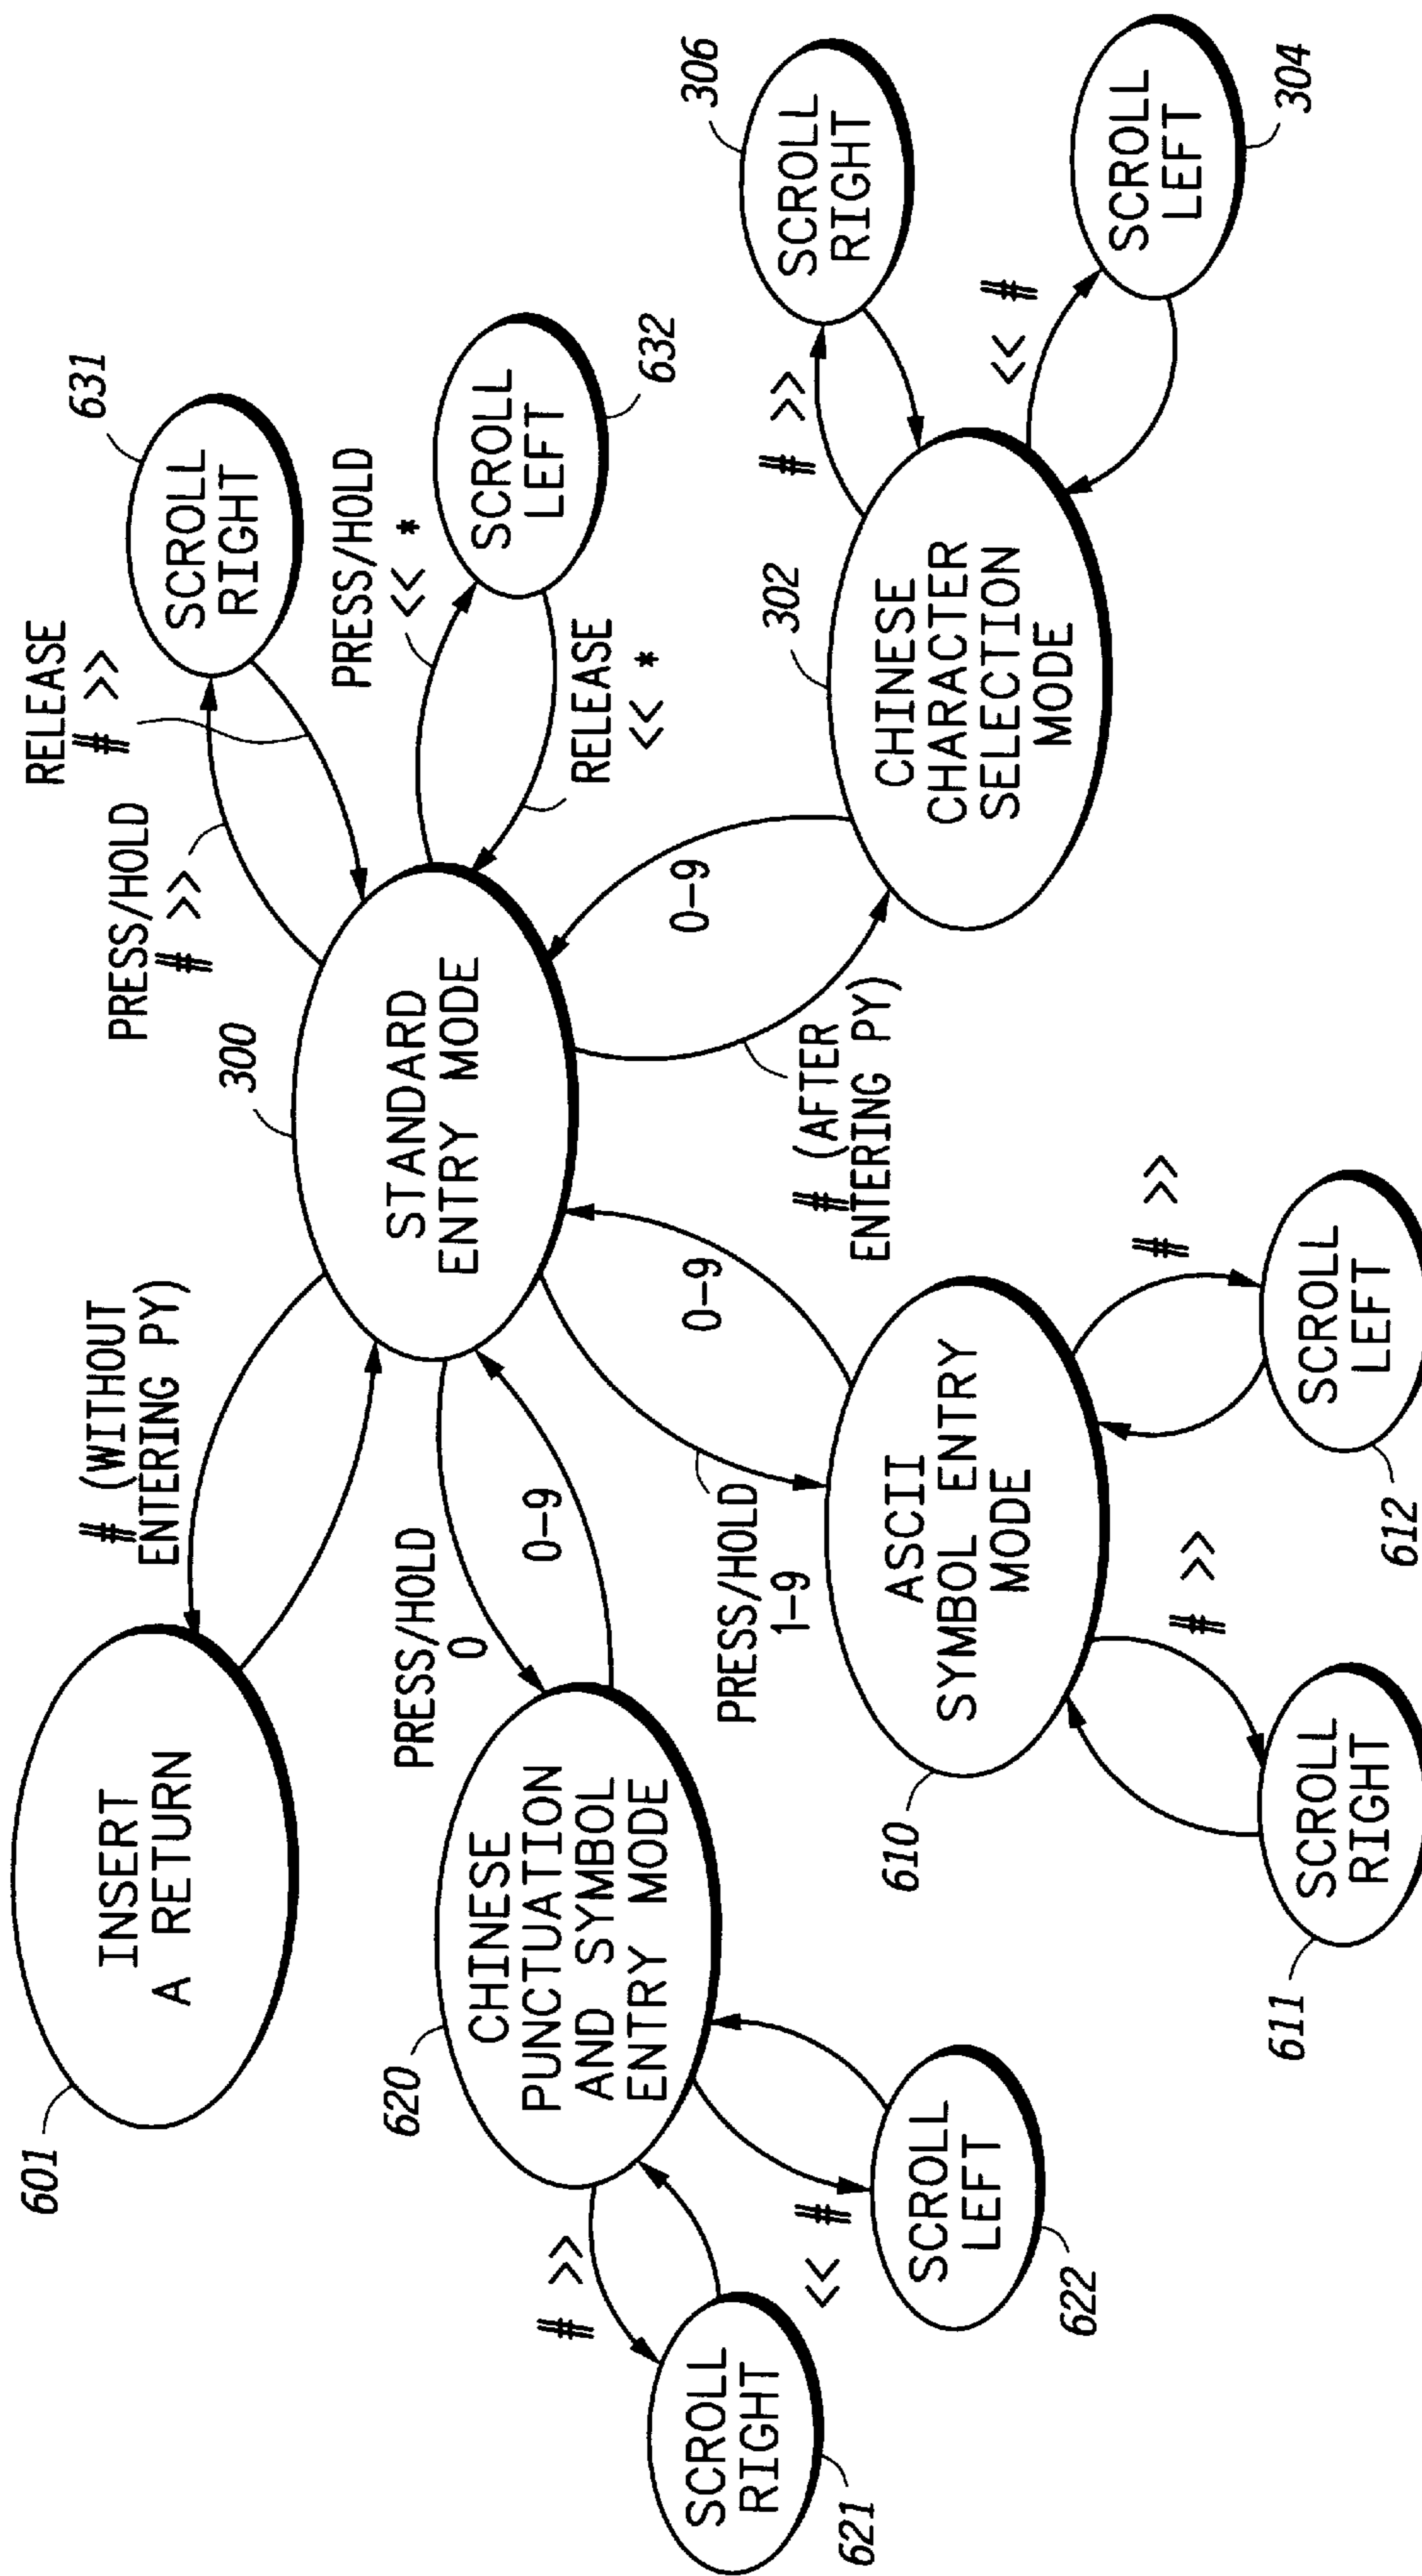 601
INSERT
A RETURN
# (WITHOUT
ENTERING PY)
300
STANDARD
ENTRY MODE
PRESS/HOLD
# >>
RELEASE
# >>
631
SCROLL
RIGHT
PRESS/HOLD
<< *
SCROLL
LEFT
632
RELEASE
<< *
620
CHINESE
PUNCTUATION
AND SYMBOL
ENTRY MODE
PRESS/HOLD
0
0-9
# >>
SCROLL
RIGHT
621
<< #
SCROLL
LEFT
622
PRESS/HOLD
1-9
0-9
610
ASCII
SYMBOL ENTRY
MODE
# >>
SCROLL
RIGHT
611
# >>
SCROLL
LEFT
612
# (AFTER
ENTERING PY)
0-9
302
CHINESE
CHARACTER
SELECTION
MODE
# >>
SCROLL
RIGHT
306
<< #
SCROLL
LEFT
304